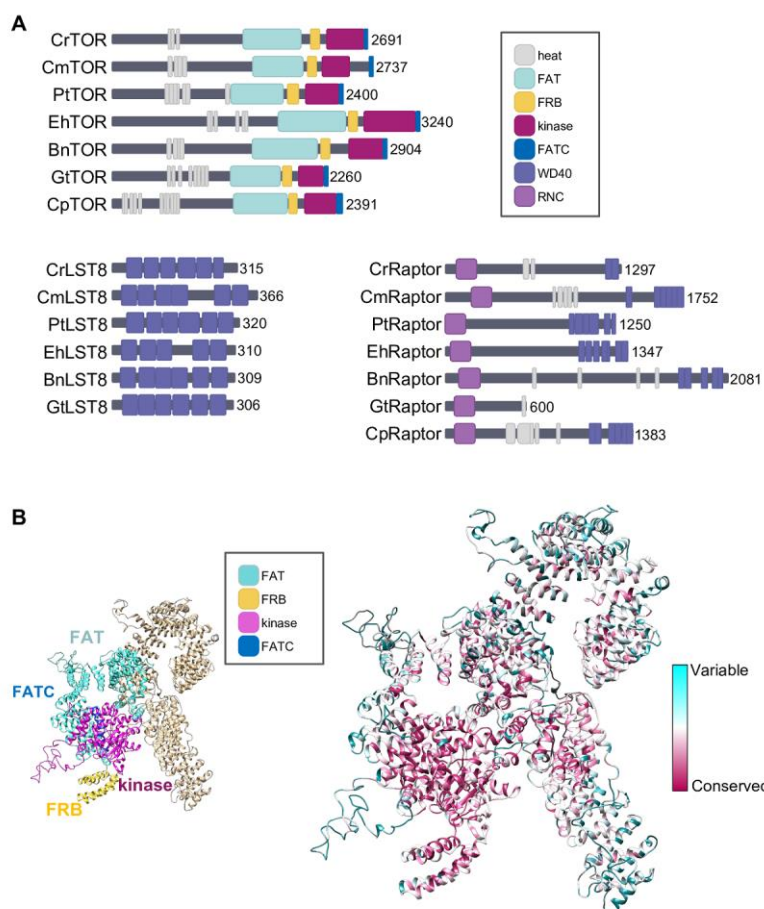 A
CrTOR 2691
CmTOR 2737
PtTOR 2400
EhTOR 3240
BnTOR 2904
GtTOR 2260
CpTOR 2391
heat
FAT
FRB
kinase
FATC
WD40
RNC
CrLST8 315
CmLST8 366
PtLST8 320
EhLST8 310
BnLST8 309
GtLST8 306
CrRaptor 1297
CmRaptor 1752
PtRaptor 1250
EhRaptor 1347
BnRaptor 2081
GtRaptor 600
CpRaptor 1383
B
FAT
FRB
kinase
FATC
FAT
FATC
kinase
FRB
Variable
Conserved